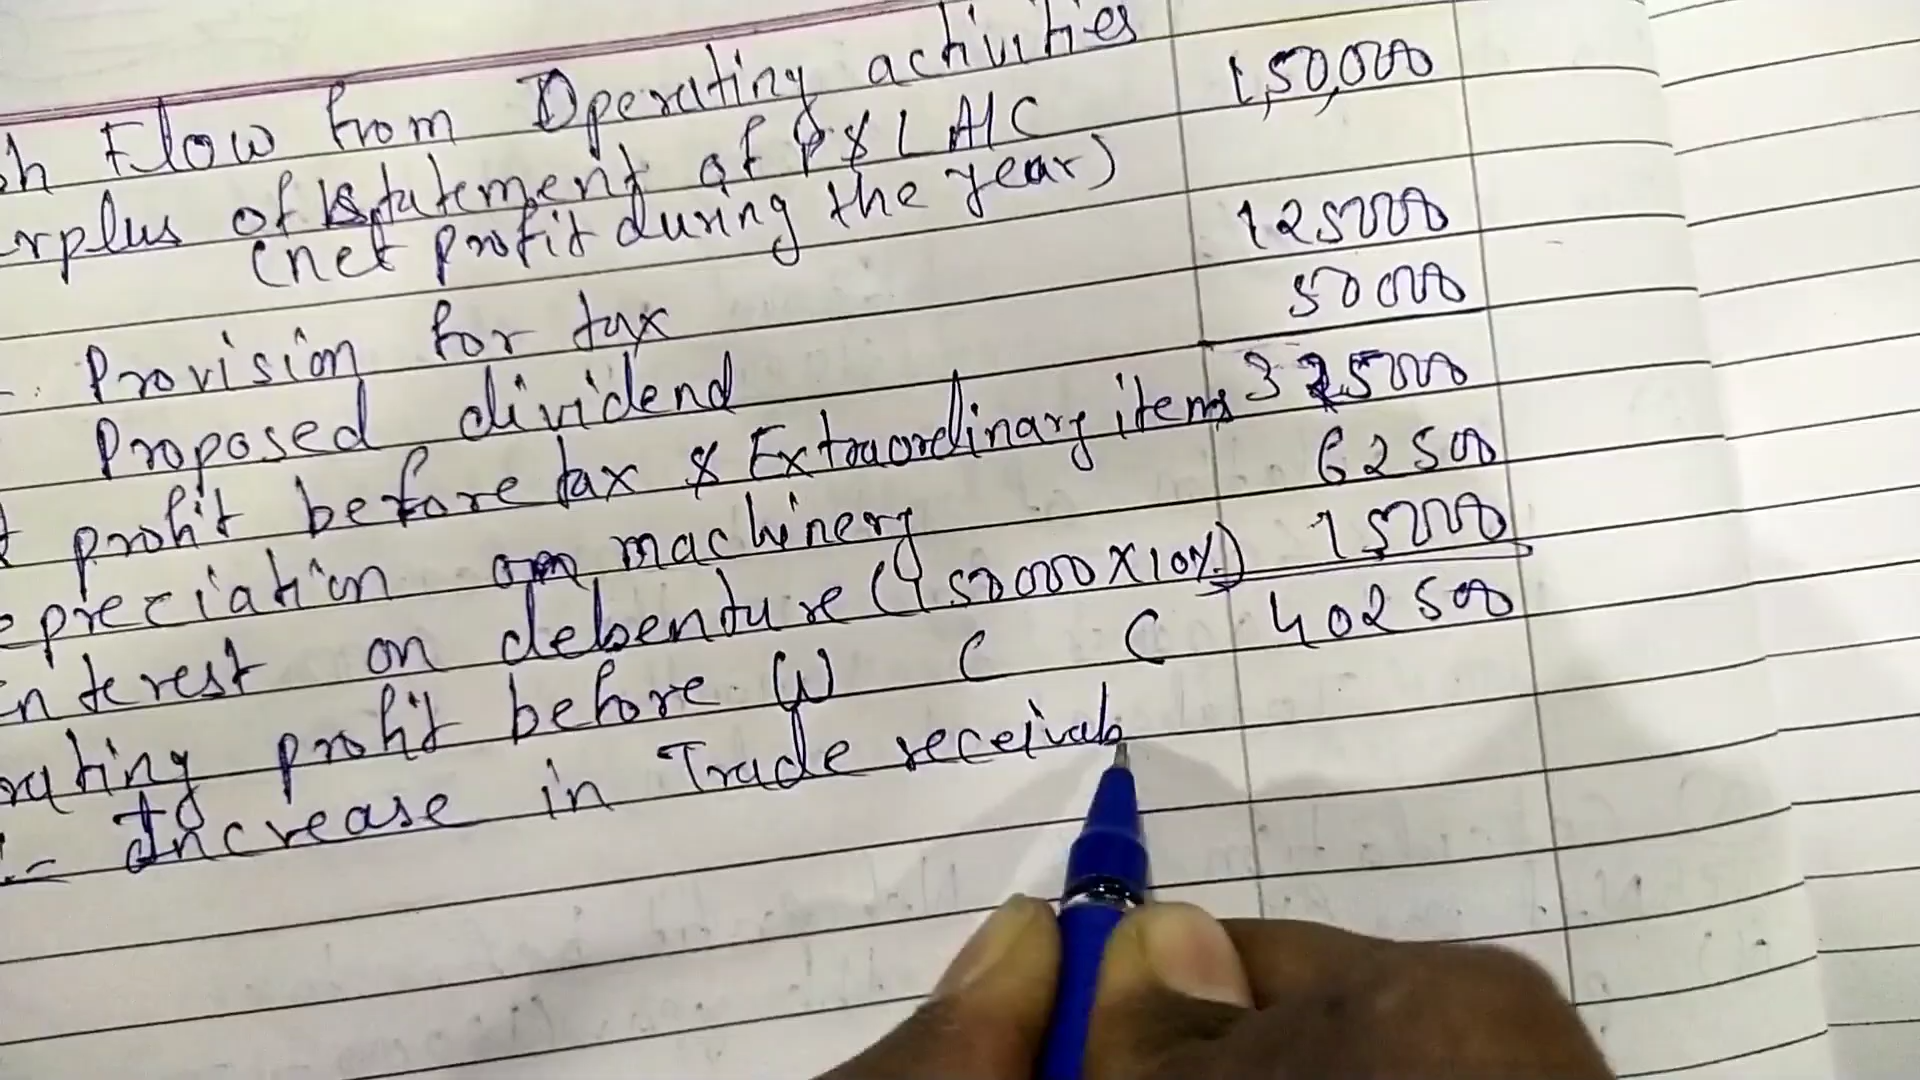 h Flow from Operating activities
rplus of statement of P & L A/C 1,50,000
(net profit during the year)
Provision for tax 125000
Proposed dividend 50000
profit before tax & Extraordinary items 325000
epreciation on machinery 62500
nterest on debenture (150000 X 10%) 15000
rating profit before W C C 402500
:- Increase in Trade receivab